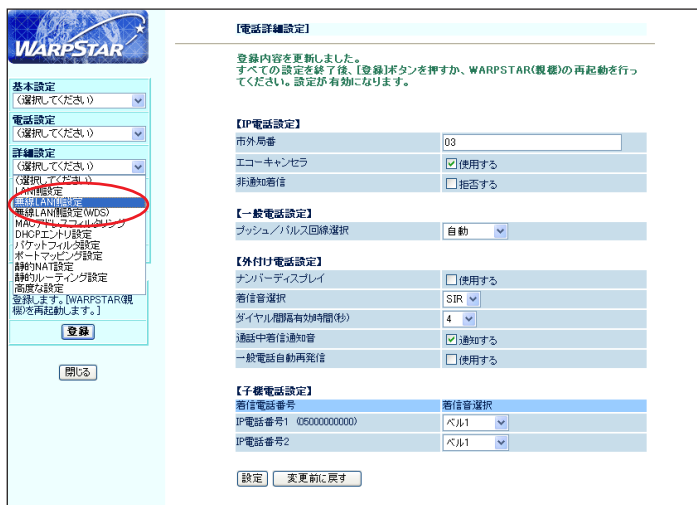 WARPSTAR
基本設定
(選択してください)
電話設定
(選択してください)
詳細設定
(選択してください)
(選択してください)
LAN側設定
無線LAN側設定
無線LAN側設定(WDS)
MACアドレスフィルタリング
DHCPエントリ設定
パケットフィルタ設定
ポートマッピング設定
静的NAT設定
静的ルーティング設定
高度な設定
登録します。[WARPSTAR(親
機)を再起動します。]
登録
閉じる
[電話詳細設定]
登録内容を更新しました。
すべての設定を終了後、[登録]ボタンを押すか、WARPSTAR(親機)の再起動を行っ
てください。設定が有効になります。
【IP電話設定】
市外局番 03
エコーキャンセラ 使用する
非通知着信 拒否する
【一般電話設定】
プッシュ／パルス回線選択 自動
【外付け電話設定】
ナンバーディスプレイ 使用する
着信音選択 SIR
ダイヤル間隔有効時間(秒) 4
通話中着信通知音 通知する
一般電話自動再発信 使用する
【子機電話設定】
着信電話番号 着信音選択
IP電話番号1 (05000000000) ベル1
IP電話番号2 ベル1
設定 変更前に戻す